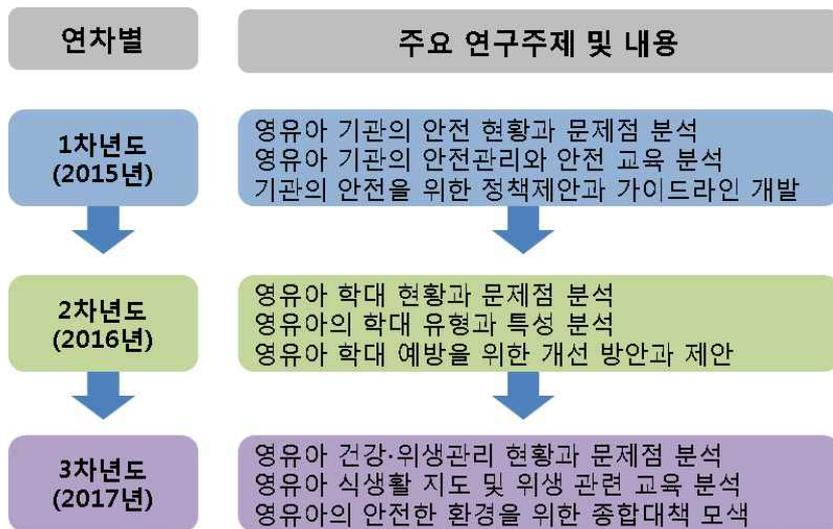 연차별
주요 연구주제 및 내용
1차년도
(2015년)
영유아 기관의 안전 현황과 문제점 분석
영유아 기관의 안전관리와 안전 교육 분석
기관의 안전을 위한 정책제안과 가이드라인 개발
2차년도
(2016년)
영유아 학대 현황과 문제점 분석
영유아의 학대 유형과 특성 분석
영유아 학대 예방을 위한 개선 방안과 제안
3차년도
(2017년)
영유아 건강·위생관리 현황과 문제점 분석
영유아 식생활 지도 및 위생 관련 교육 분석
영유아의 안전한 환경을 위한 종합대책 모색